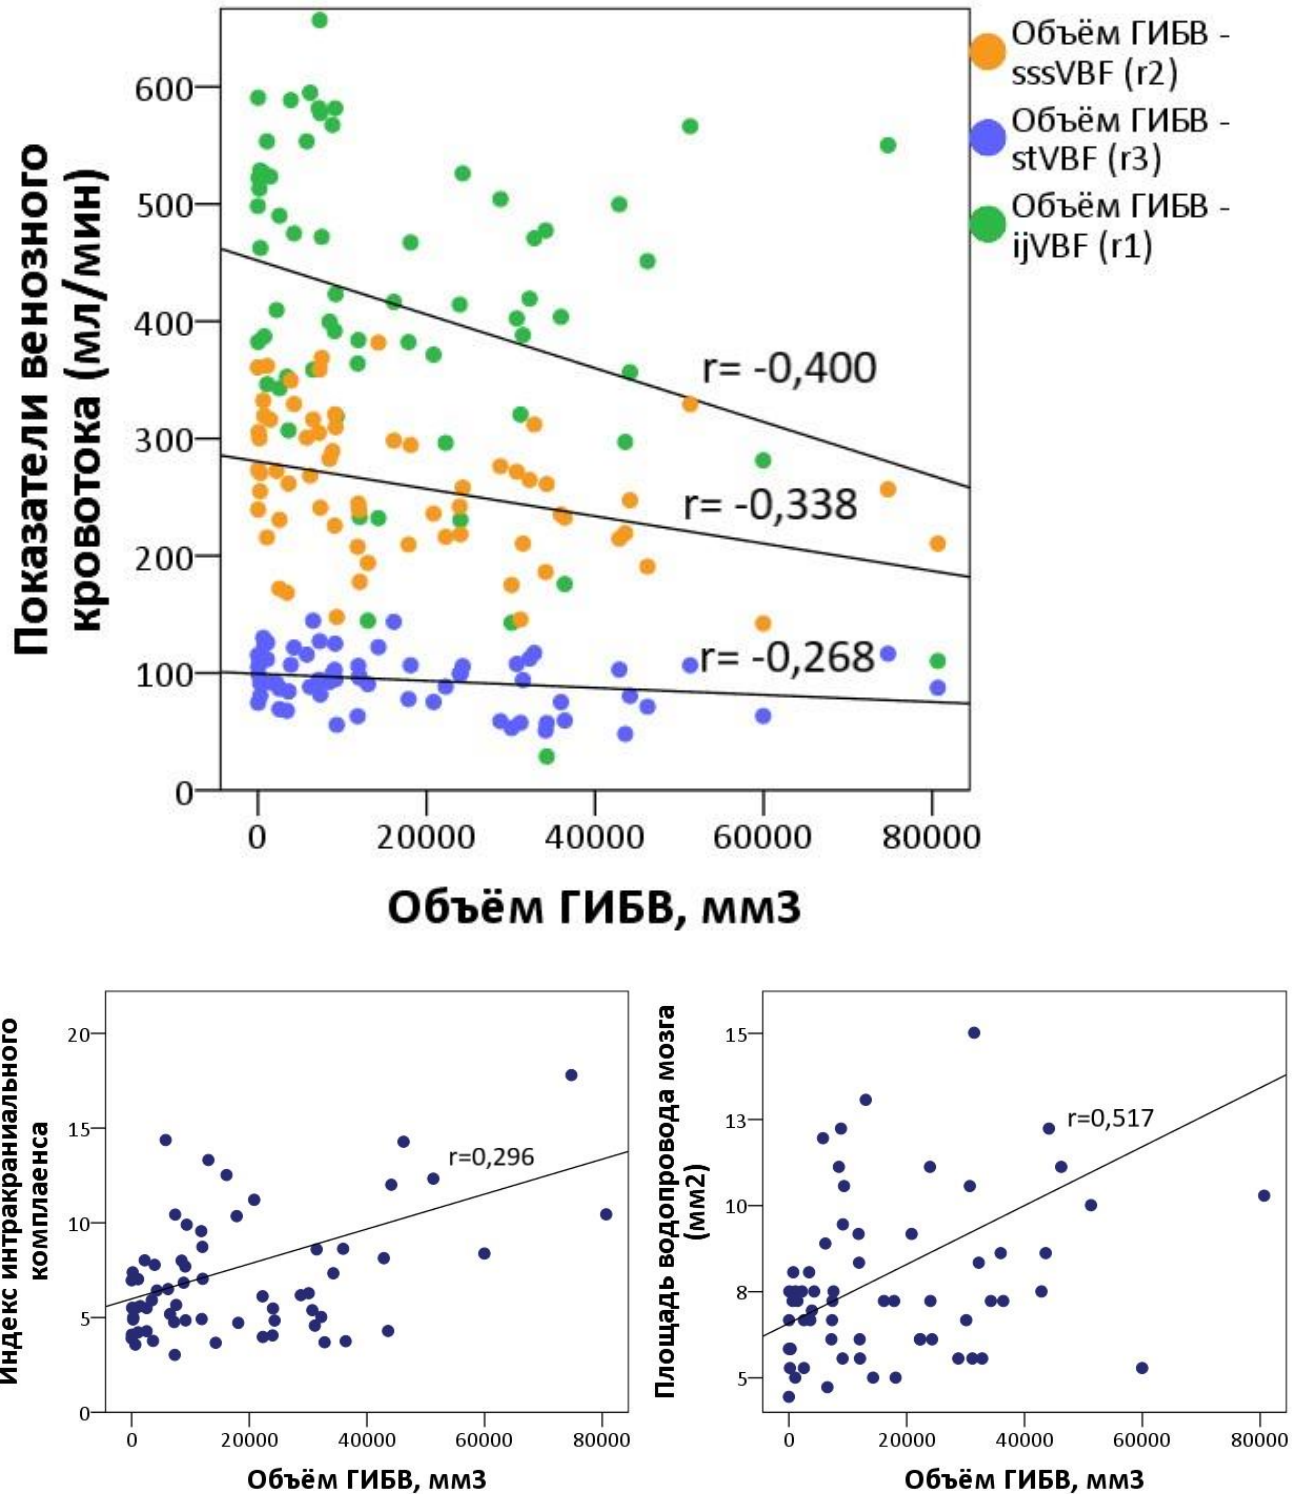 Показатели венозного
кровотока (мл/мин)
600
500
400
300
200
100
0
r= -0,400
r= -0,338
r= -0,268
0 20000 40000 60000 80000
Объём ГИБВ, мм3
Объём ГИБВ -
sssVBF (r2)
Объём ГИБВ -
stVBF (r3)
Объём ГИБВ -
ijVBF (r1)
Индекс интракраниального
комплаенса
20
15
10
5
0
r=0,296
0 20000 40000 60000 80000
Объём ГИБВ, мм3
Площадь водопровода мозга
(мм2)
15
13
10
8
5
r=0,517
0 20000 40000 60000 80000
Объём ГИБВ, мм3